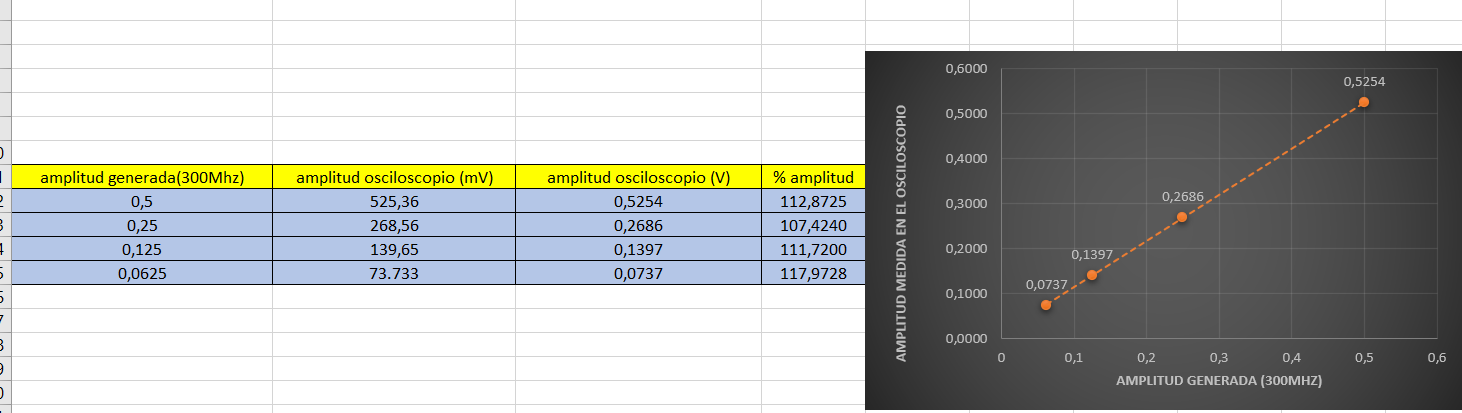 amplitud generada(300Mhz) amplitud osciloscopio (mV) amplitud osciloscopio (V) % amplitud
0,5 525,36 0,5254 112,8725
0,25 268,56 0,2686 107,4240
0,125 139,65 0,1397 111,7200
0,0625 73.733 0,0737 117,9728
AMPLITUD MEDIDA EN EL OSCILOSCOPIO
0,6000
0,5000
0,4000
0,3000
0,2000
0,1000
0,0000
0,5254
0,2686
0,1397
0,0737
0 0,1 0,2 0,3 0,4 0,5 0,6
AMPLITUD GENERADA (300MHZ)